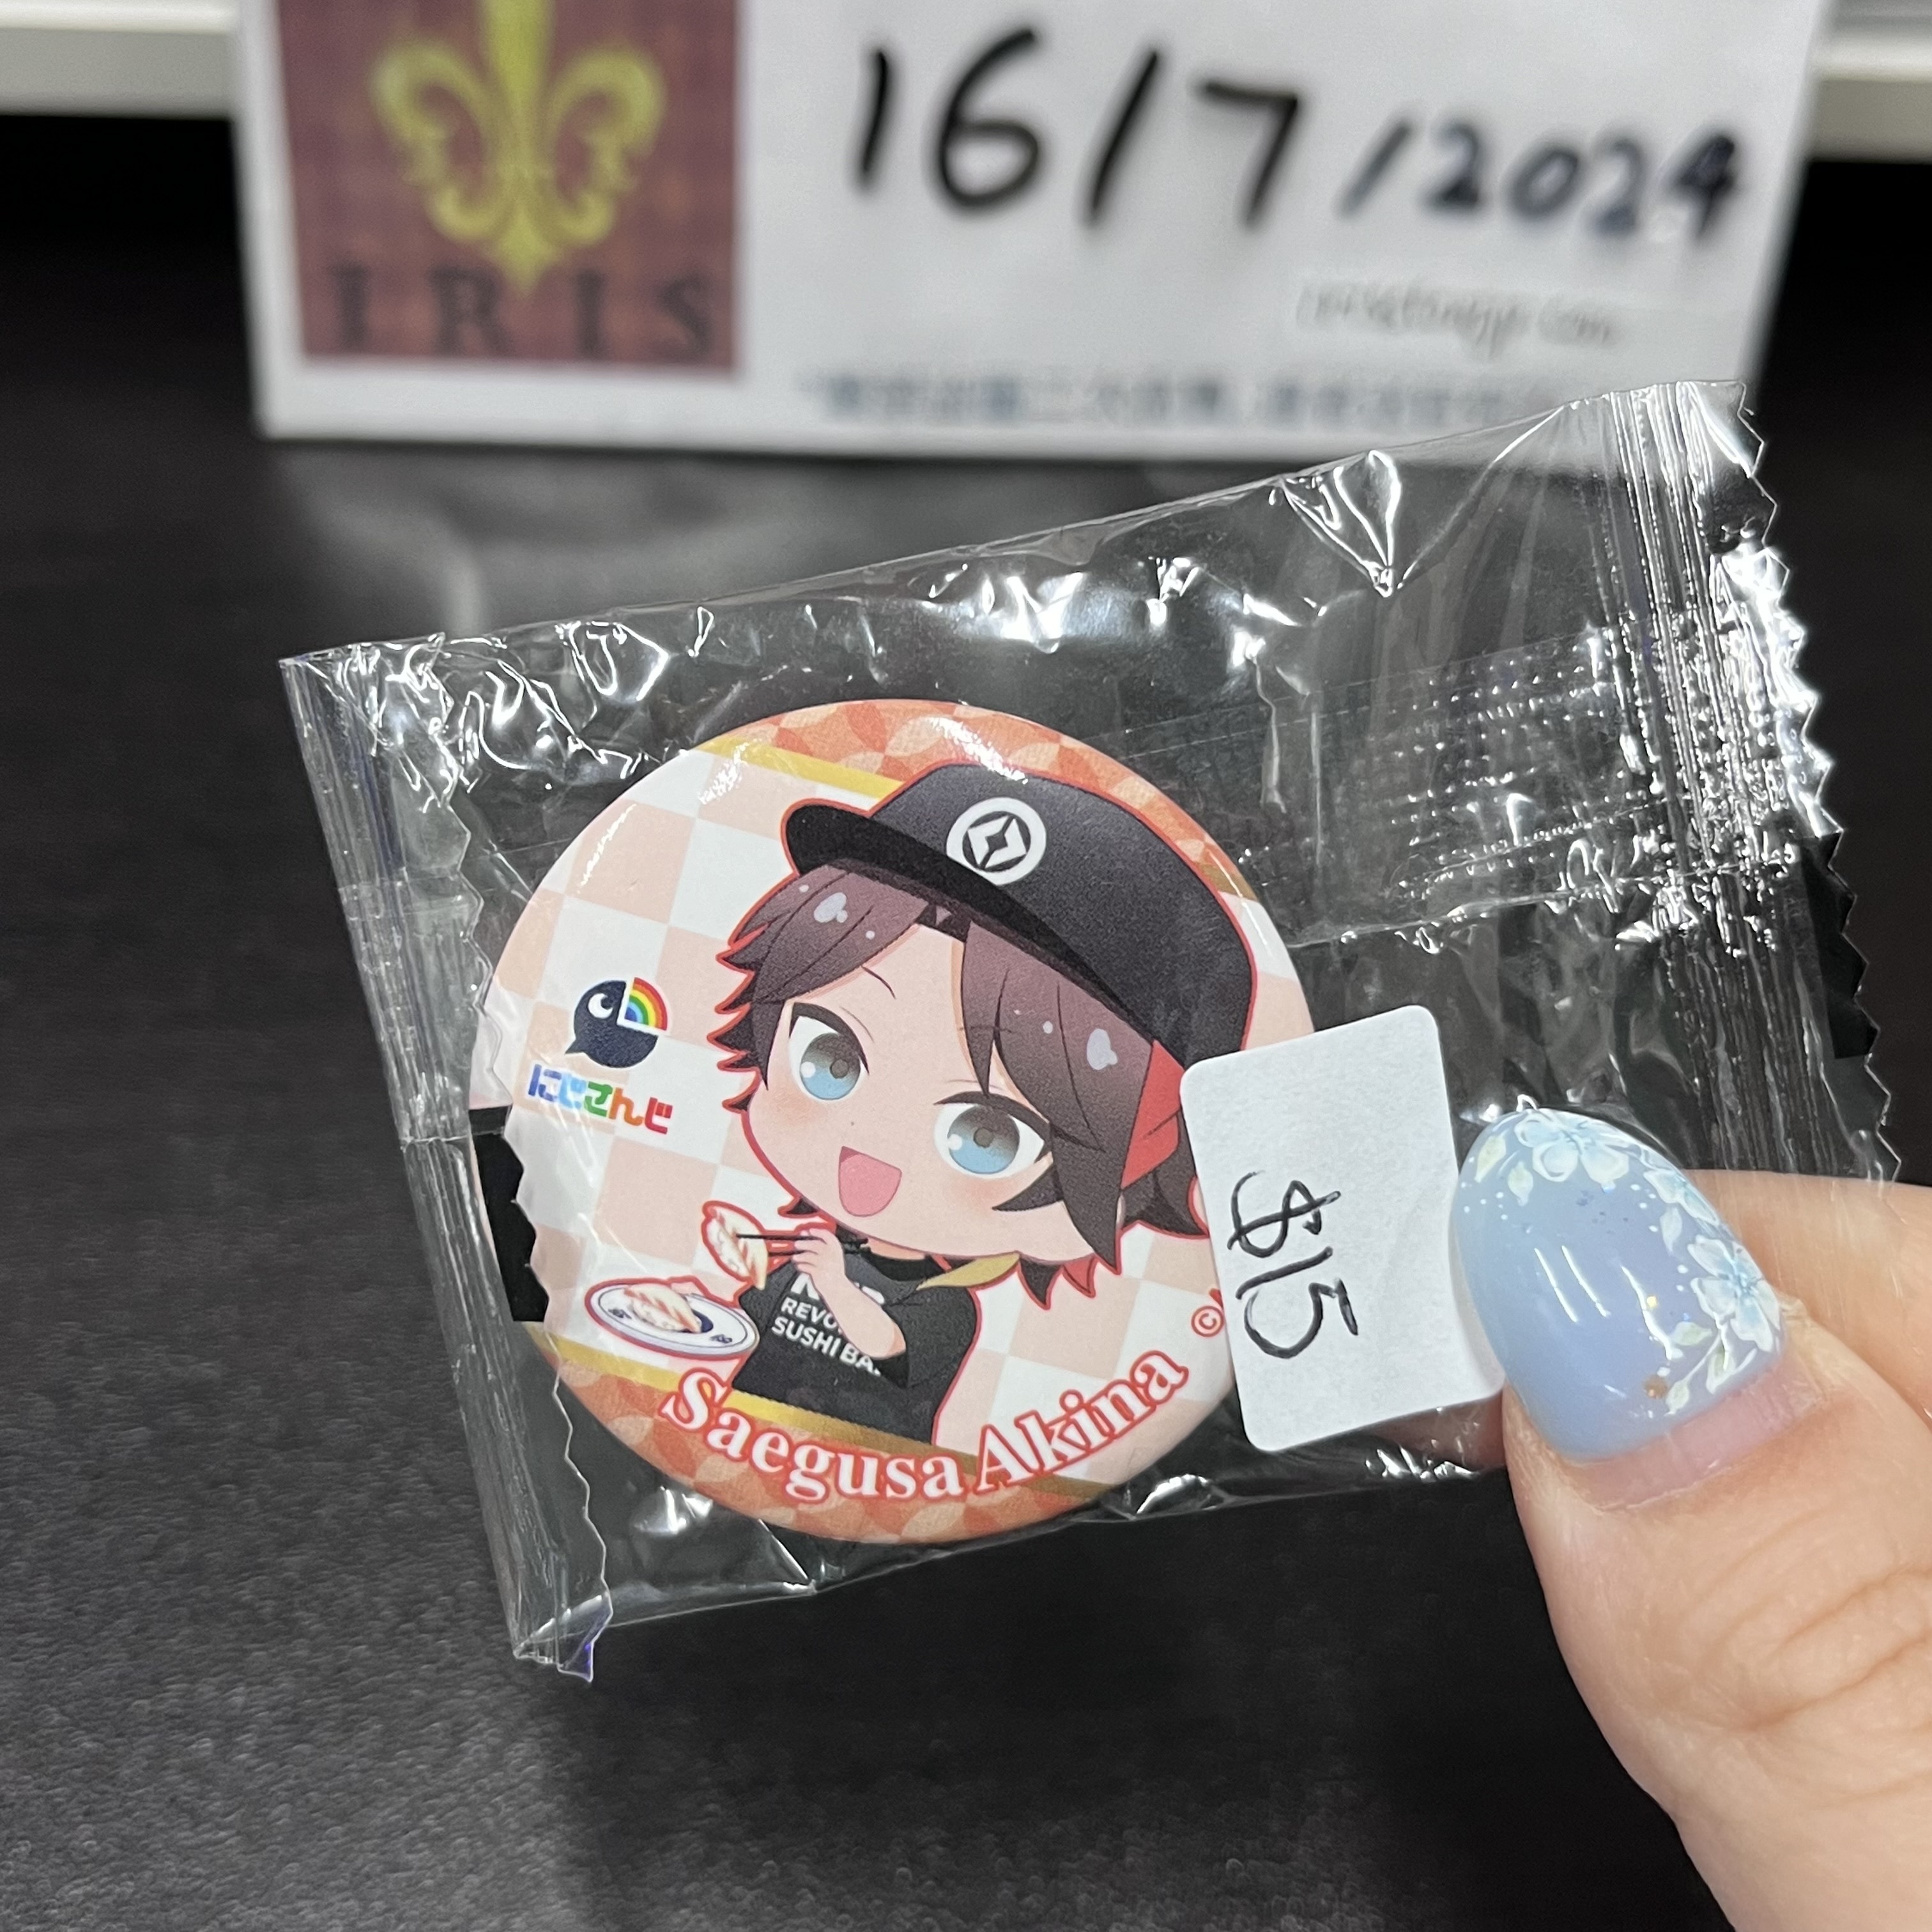 16/7/2024
IRIS
にじさんじ
$15
REVO
SUSHI BA
Saegusa Akina
©